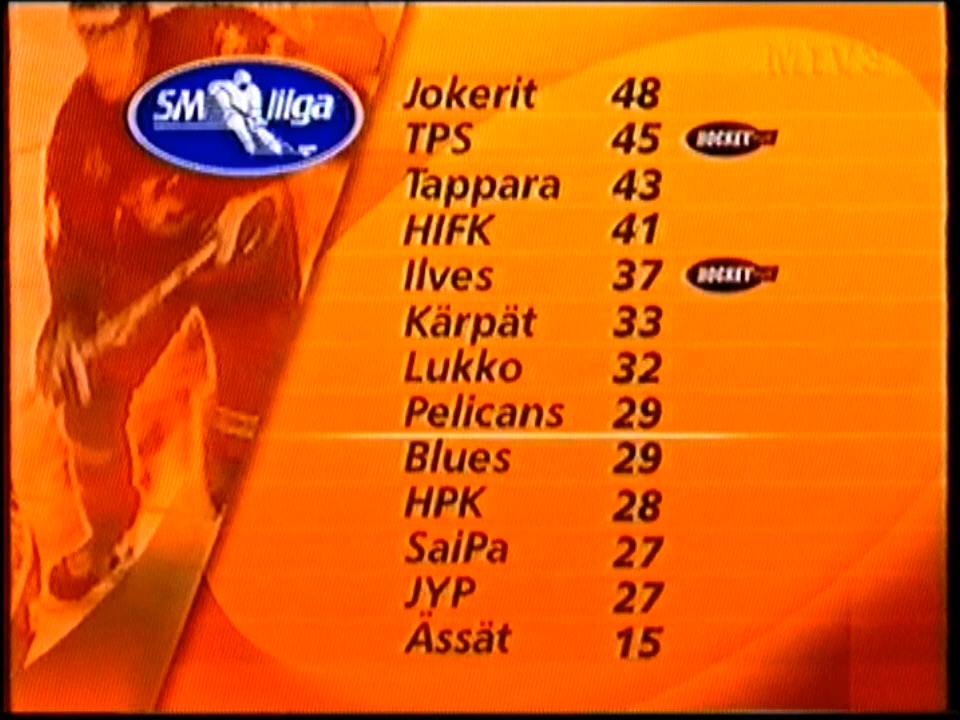 MTV3
SM liiga
Jokerit 48
TPS 45 HOCKEY
Tappara 43
HIFK 41
Ilves 37 HOCKEY
Kärpät 33
Lukko 32
Pelicans 29
Blues 29
HPK 28
SaiPa 27
JYP 27
Ässät 15